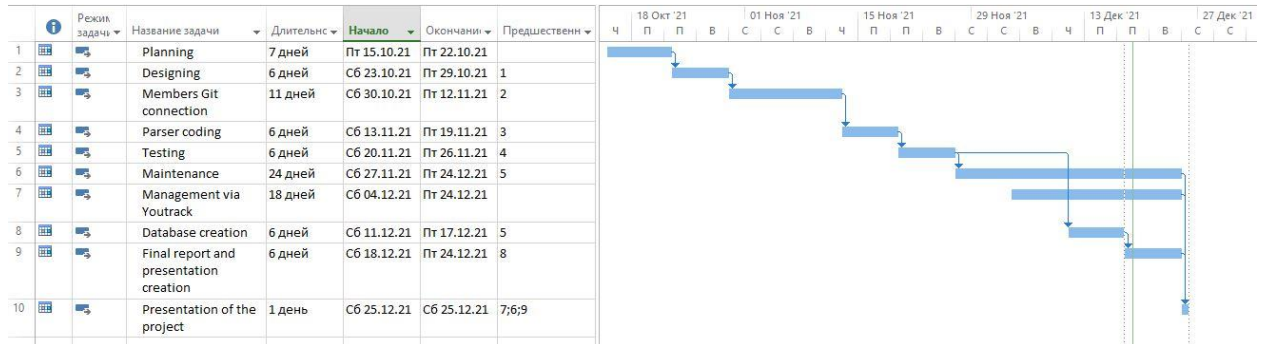 18 Окт '21 01 Ноя '21 15 Ноя '21 29 Ноя '21 13 Дек '21 27 Дек '21
Режим
задачи Название задачи Длительнс Начало Окончани Предшественн
Ч П П В С С Ч П П В С С В Ч П П В С С
1 Planning 7 дней Пт 15.10.21 Пт 22.10.21
2 Designing 6 дней Сб 23.10.21 Пт 29.10.21 1
3 Members Git 11 дней Сб 30.10.21 Пт 12.11.21 2
connection
4 Parser coding 6 дней Сб 13.11.21 Пт 19.11.21 3
5 Testing 6 дней Сб 20.11.21 Пт 26.11.21 4
6 Maintenance 24 дней Сб 27.11.21 Пт 24.12.21 5
7 Management via 18 дней Сб 04.12.21 Пт 24.12.21
Youtrack
8 Database creation 6 дней Сб 11.12.21 Пт 17.12.21 5
9 Final report and 6 дней Сб 18.12.21 Пт 24.12.21 8
presentation
creation
10 Presentation of the 1 день Сб 25.12.21 Сб 25.12.21 7;6;9
project